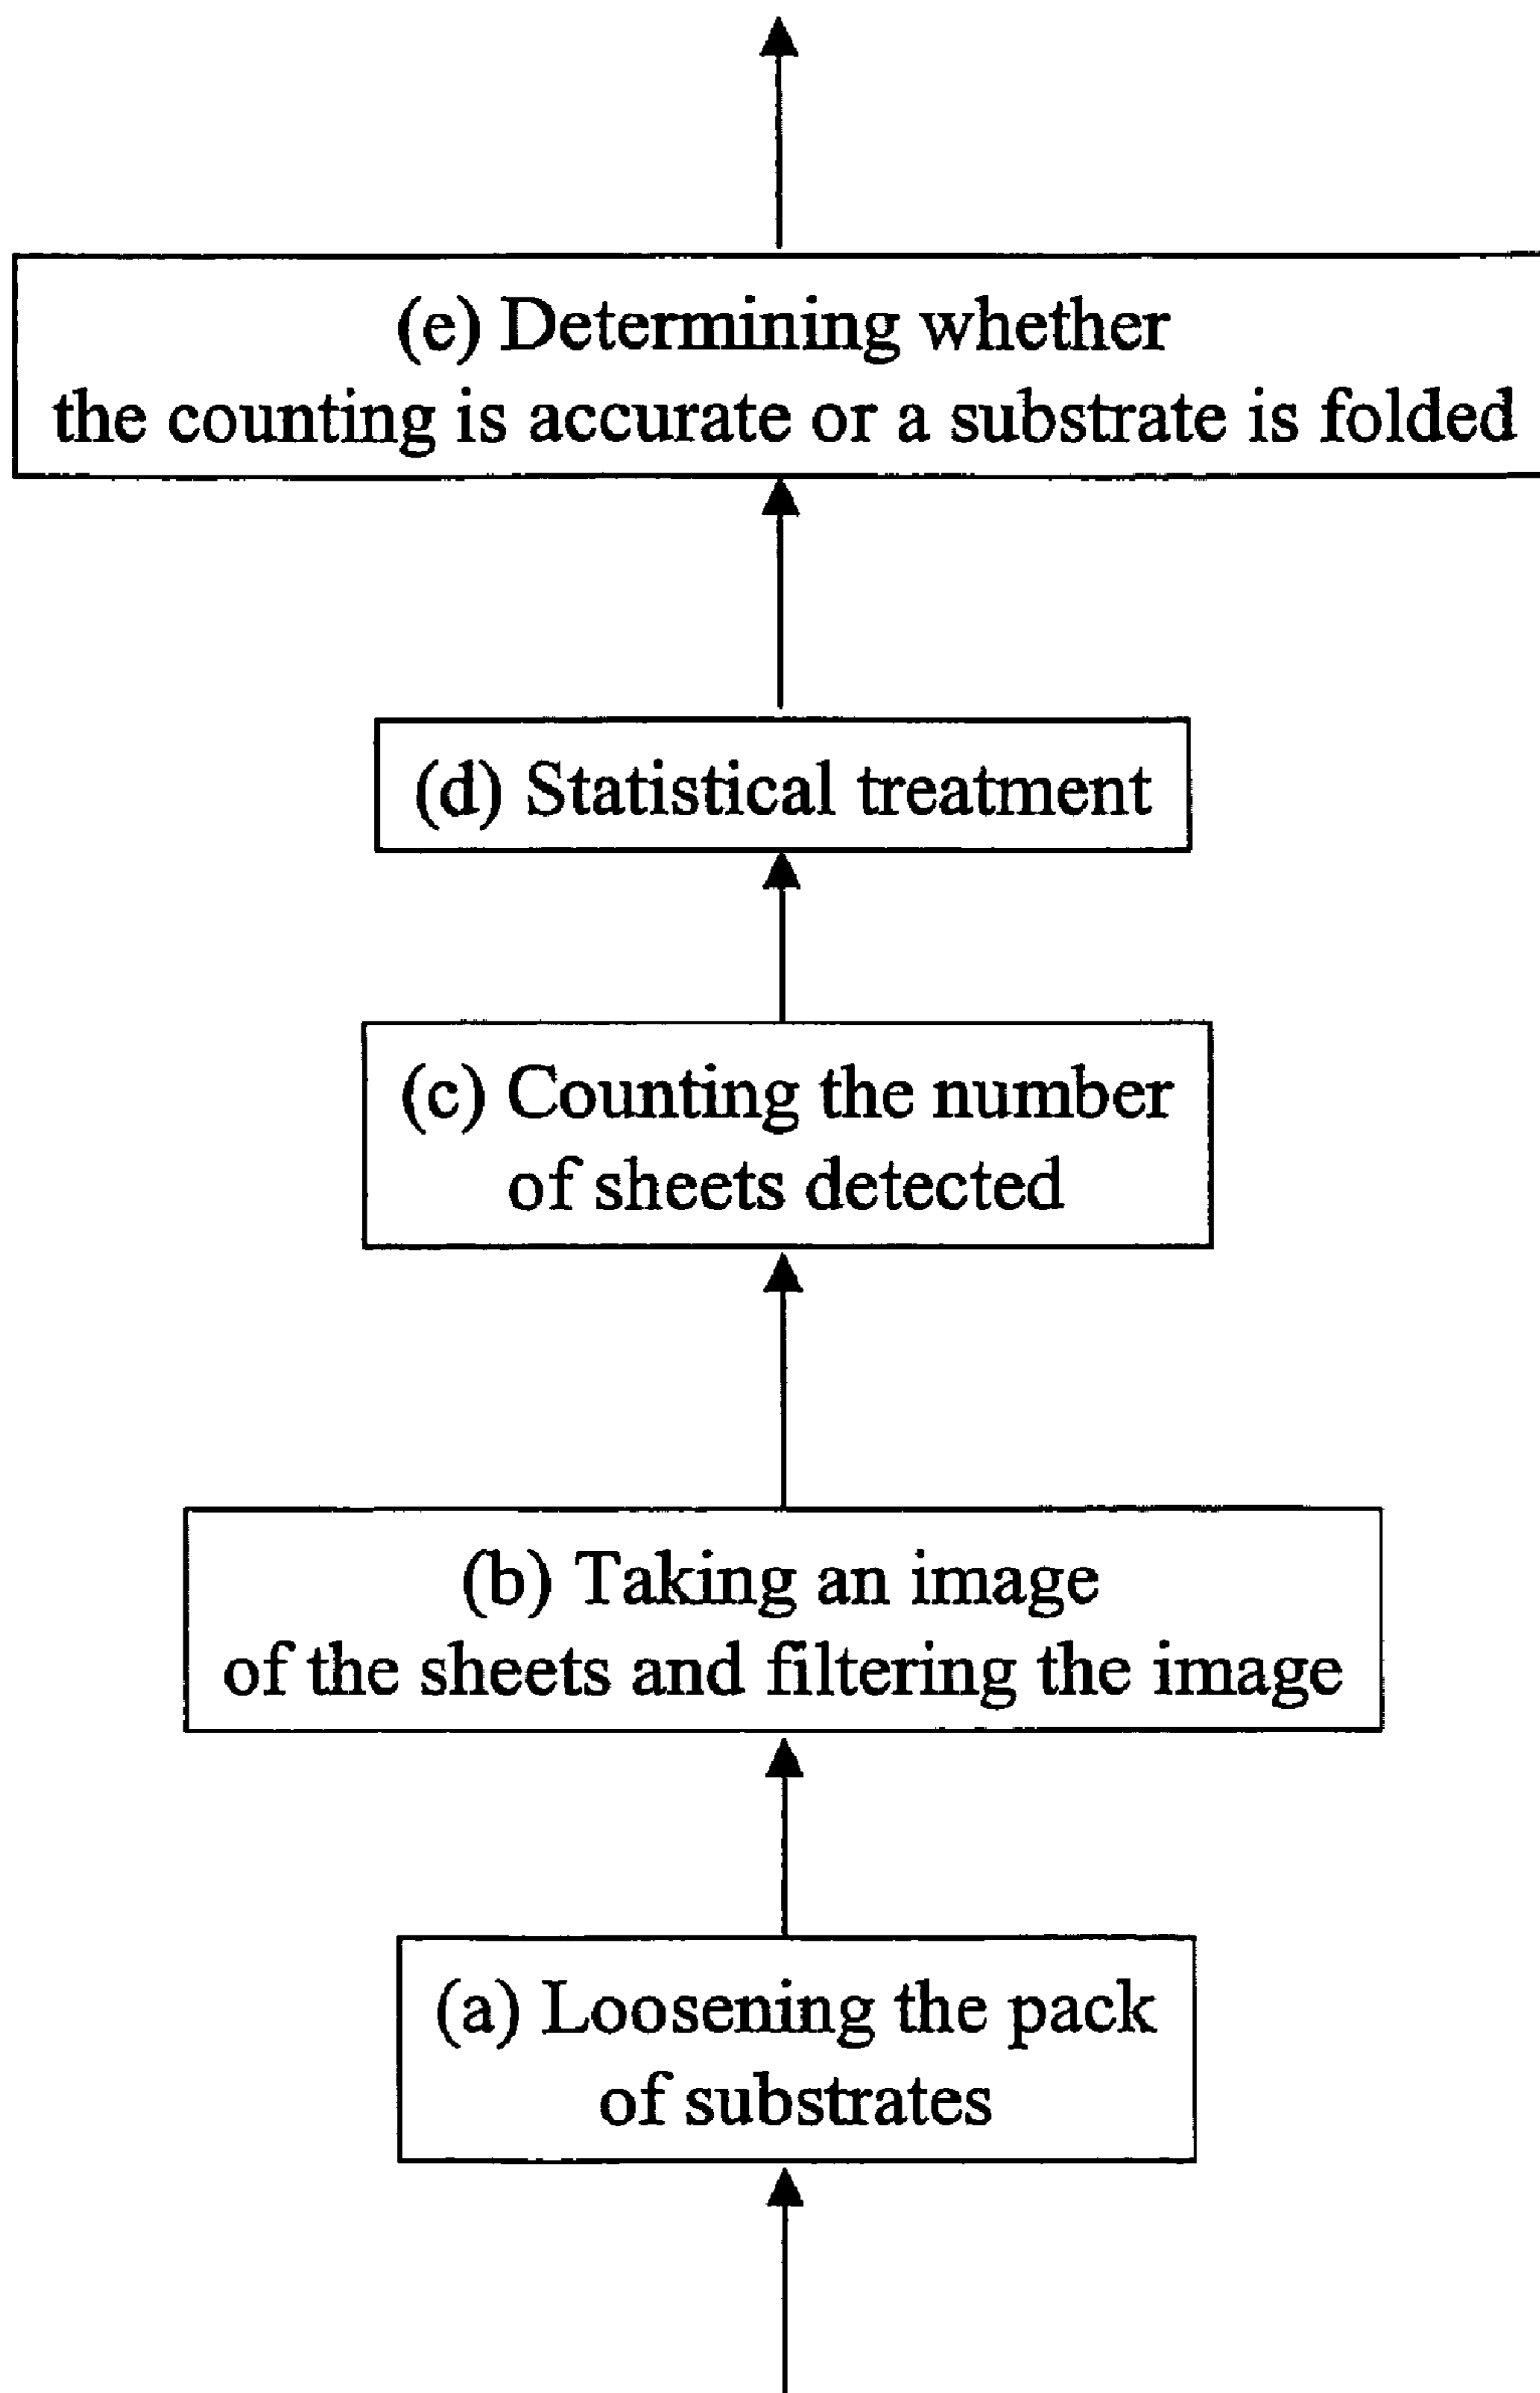 (e) Determining whether
the counting is accurate or a substrate is folded
(d) Statistical treatment
(c) Counting the number
of sheets detected
(b) Taking an image
of the sheets and filtering the image
(a) Loosening the pack
of substrates